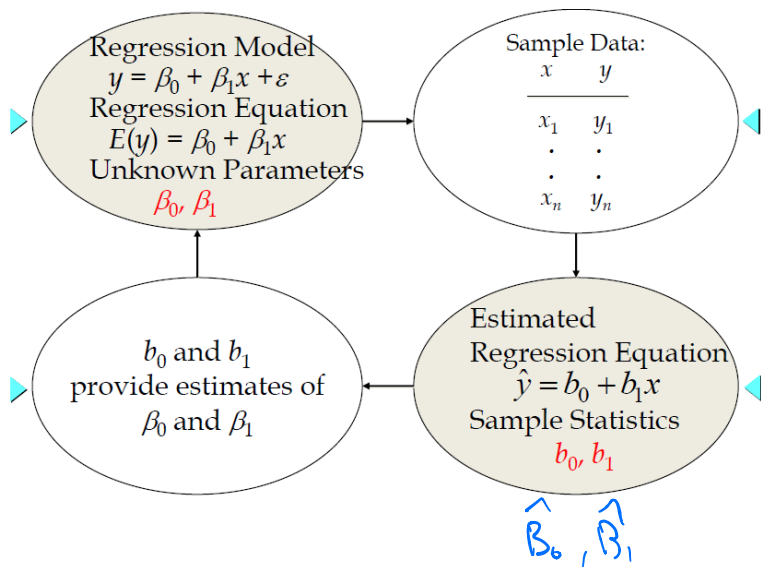 Regression Model
y = β₀ + β₁x + ε
Regression Equation
E(y) = β₀ + β₁x
Unknown Parameters
β₀, β₁
Sample Data:
x y
x₁ y₁
. .
. .
xₙ yₙ
Estimated
Regression Equation
ŷ = b₀ + b₁x
Sample Statistics
b₀, b₁
B̂₀, B̂₁
b₀ and b₁
provide estimates of
β₀ and β₁